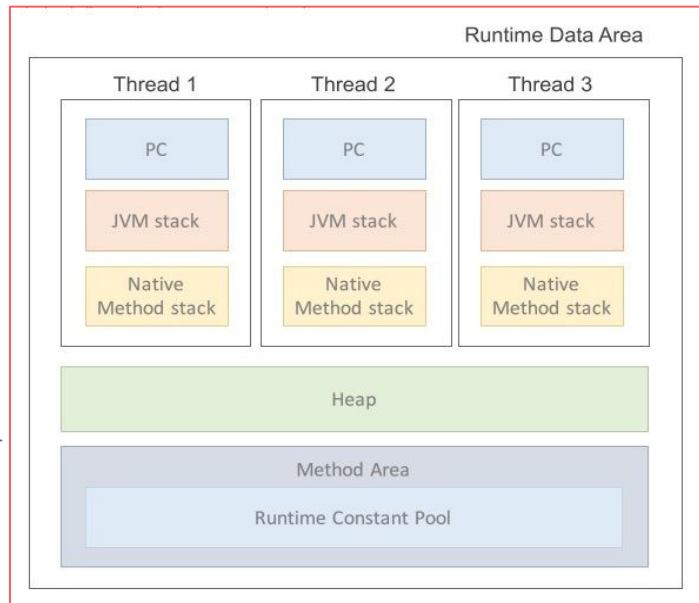 Runtime Data Area
Thread 1
Thread 2
Thread 3
PC
PC
PC
JVM stack
JVM stack
JVM stack
Native
Method stack
Native
Method stack
Native
Method stack
Heap
Method Area
Runtime Constant Pool